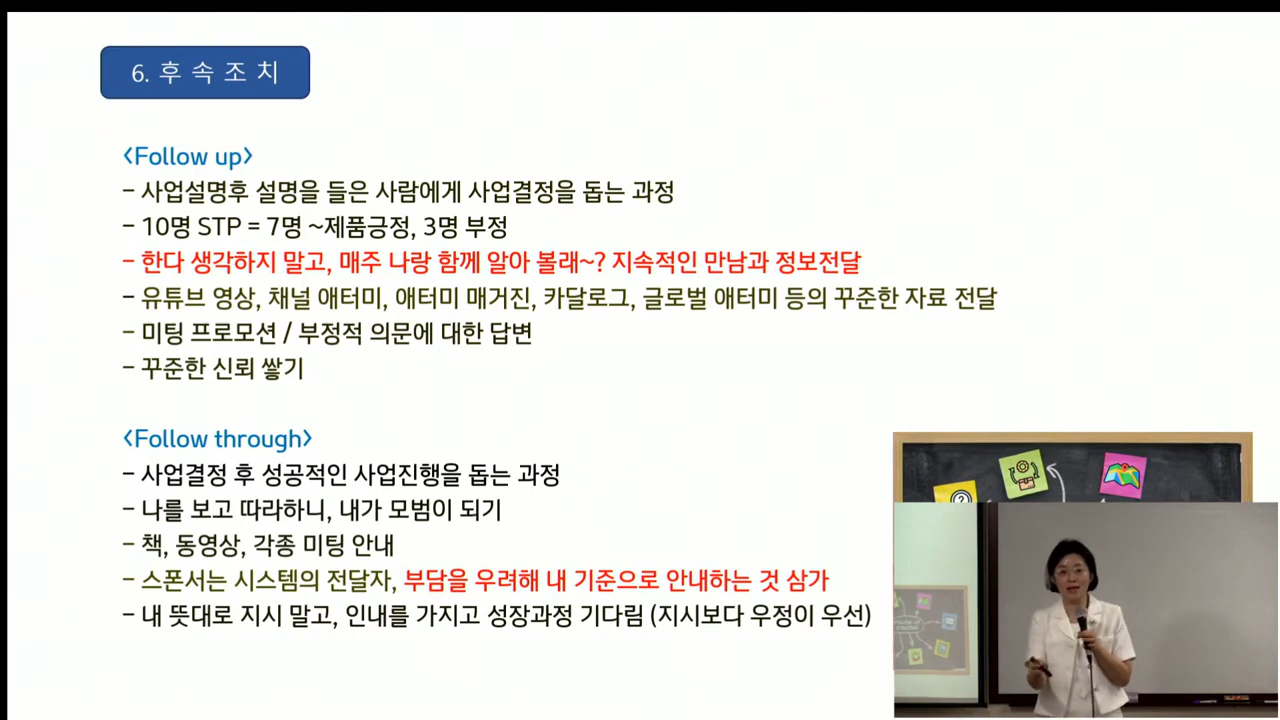 6. 후 속 조 치
<Follow up>
- 사업설명후 설명을 들은 사람에게 사업결정을 돕는 과정
- 10명 STP = 7명 ~제품긍정, 3명 부정
- 한다 생각하지 말고, 매주 나랑 함께 알아 볼래~? 지속적인 만남과 정보전달
- 유튜브 영상, 채널 애터미, 애터미 매거진, 카달로그, 글로벌 애터미 등의 꾸준한 자료 전달
- 미팅 프로모션 / 부정적 의문에 대한 답변
- 꾸준한 신뢰 쌓기
<Follow through>
- 사업결정 후 성공적인 사업진행을 돕는 과정
- 나를 보고 따라하니, 내가 모범이 되기
- 책, 동영상, 각종 미팅 안내
- 스폰서는 시스템의 전달자, 부담을 우려해 내 기준으로 안내하는 것 삼가
- 내 뜻대로 지시 말고, 인내를 가지고 성장과정 기다림 (지시보다 우정이 우선)